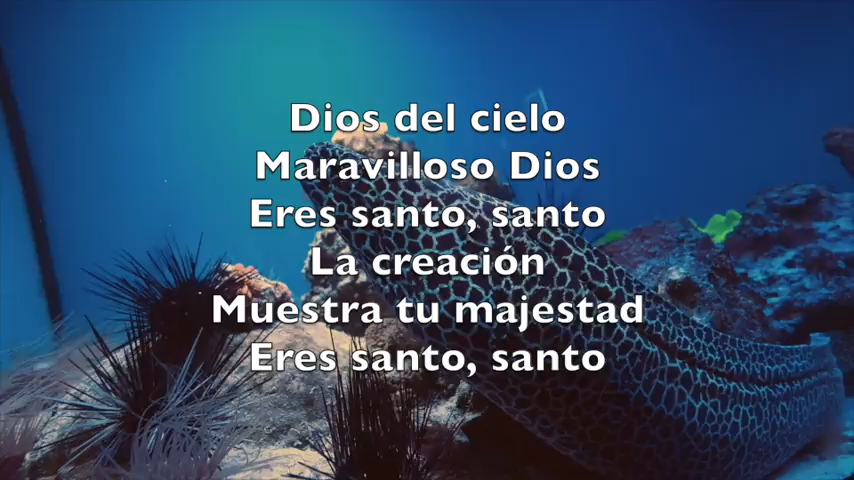 Dios del cielo
Maravilloso Dios
Eres santo, santo
La creación
Muestra tu majestad
Eres santo, santo